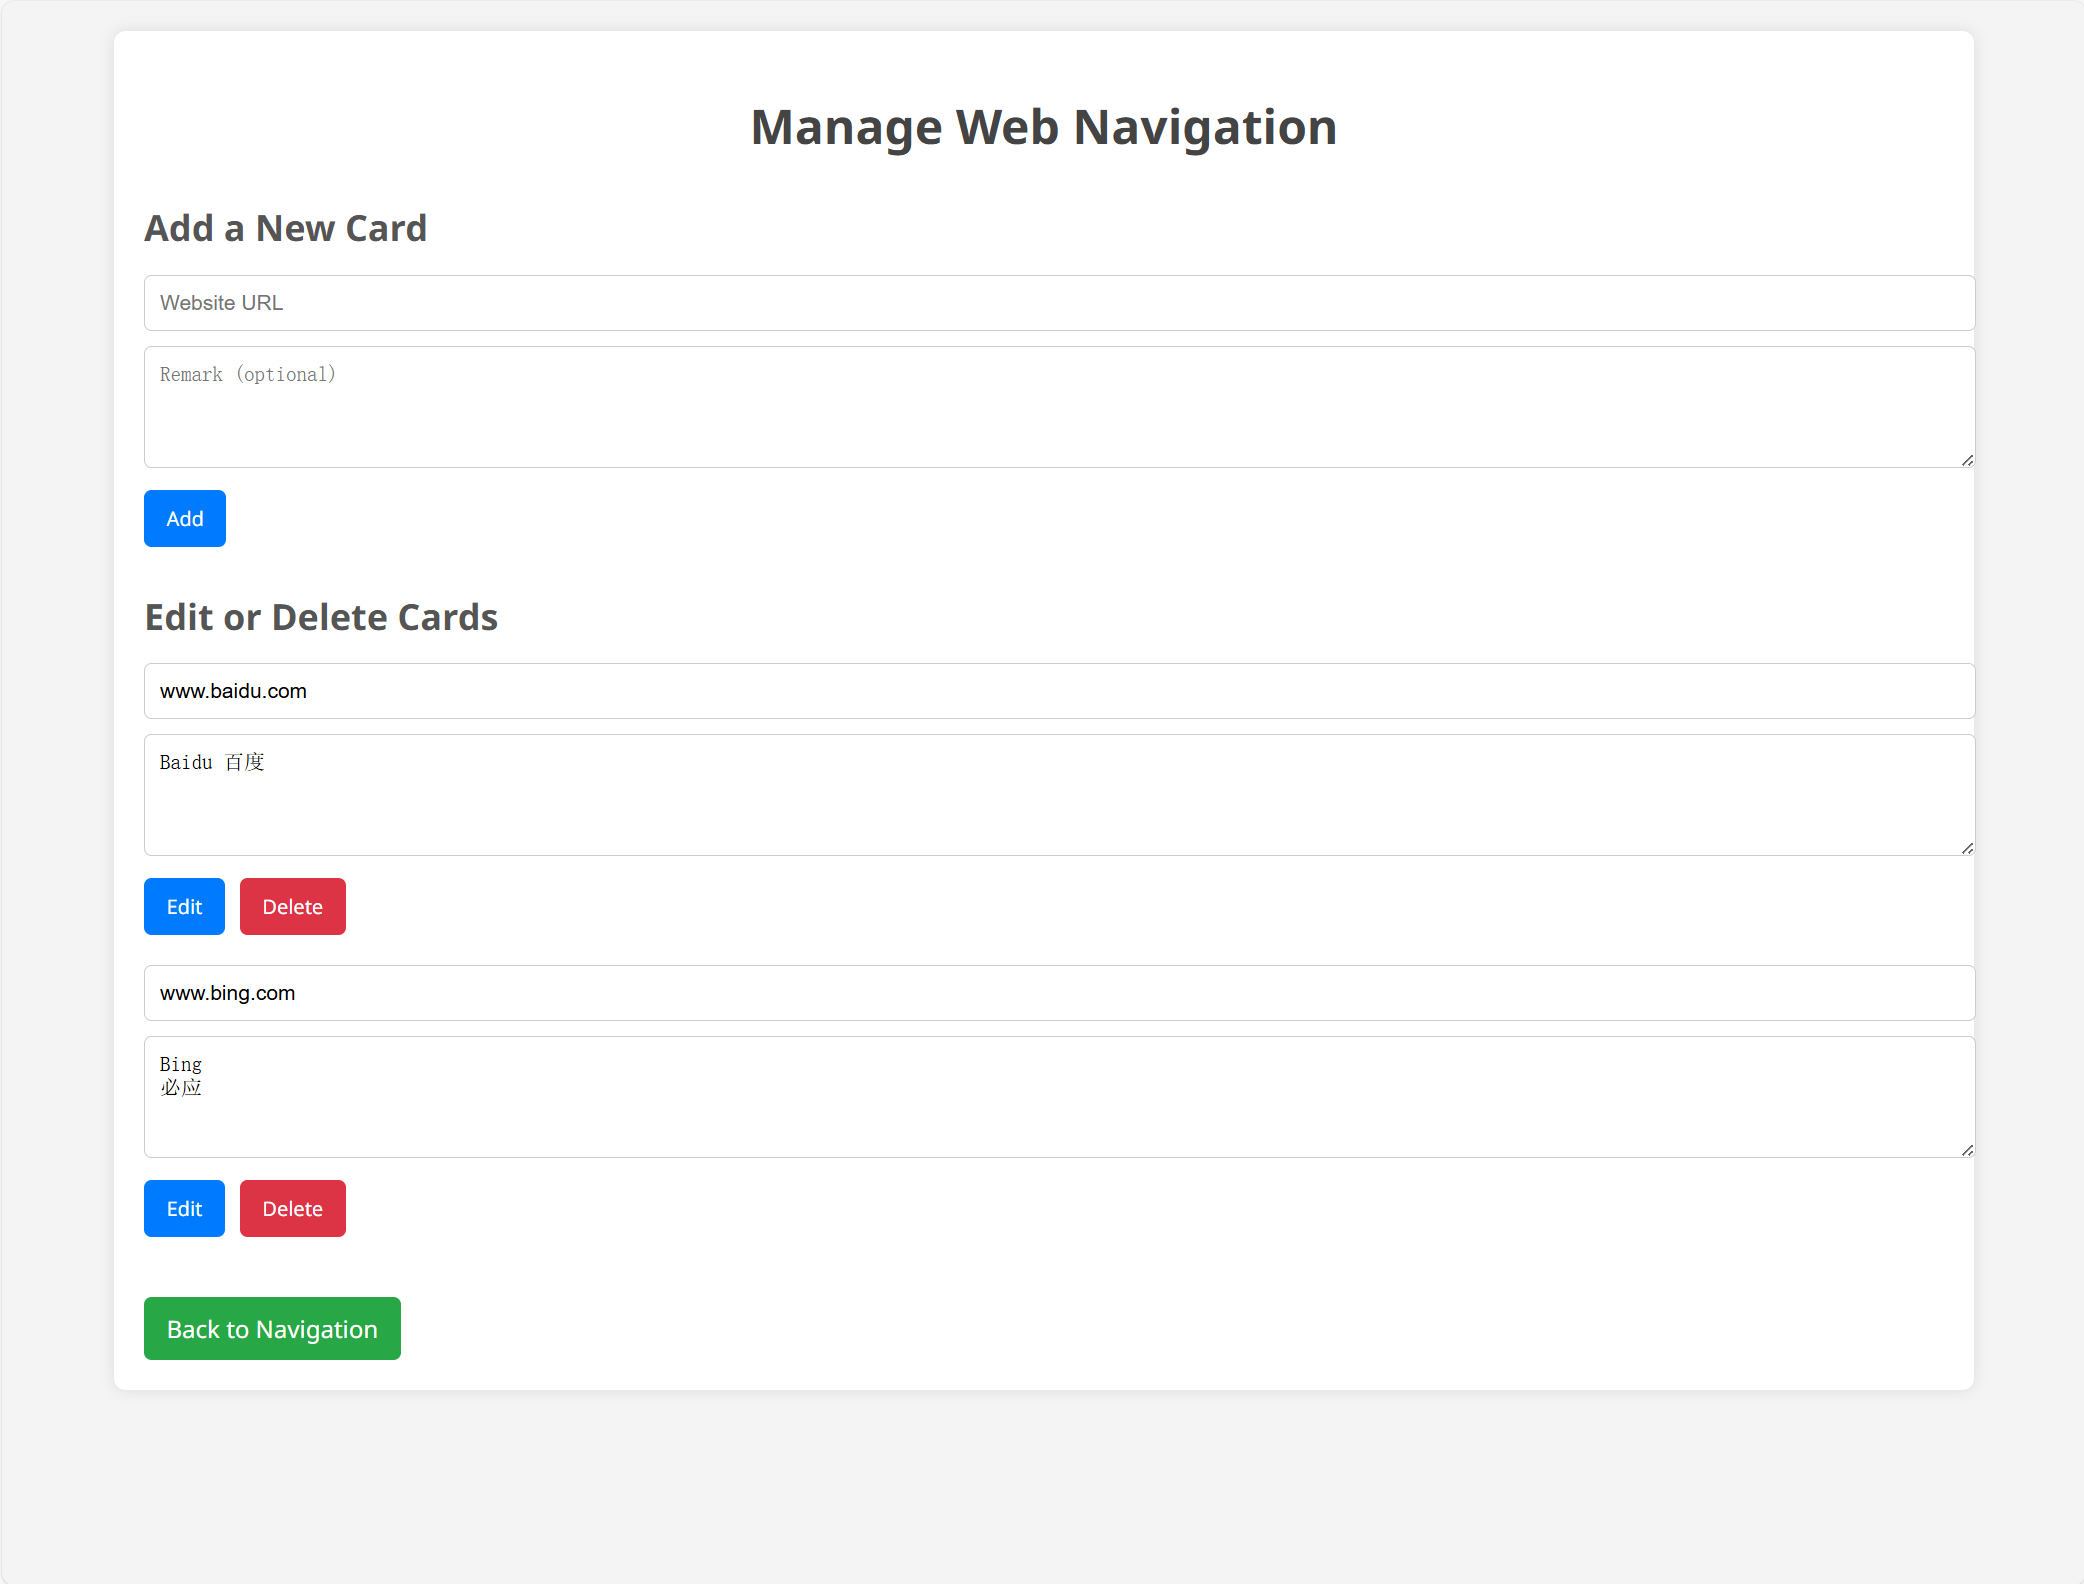 Manage Web Navigation
Add a New Card
Website URL
Remark (optional)
Add
Edit or Delete Cards
www.baidu.com
Baidu 百度
Edit Delete
www.bing.com
Bing
必应
Edit Delete
Back to Navigation